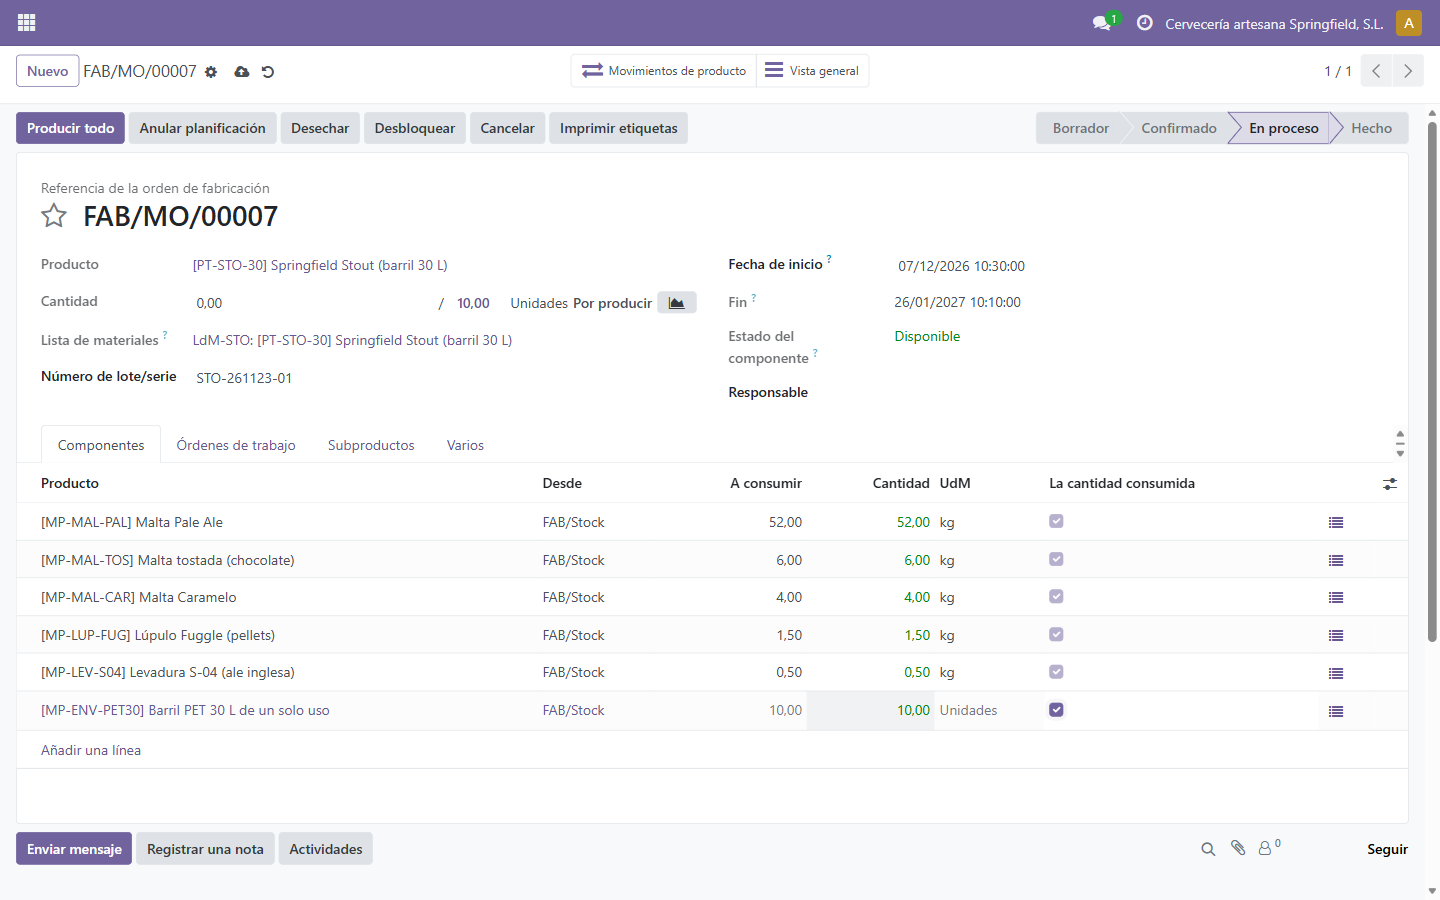 1
Cervecería artesana Springfield, S.L.
A
Nuevo
FAB/MO/00007
Movimientos de producto
Vista general
1 / 1
Producir todo
Anular planificación
Desechar
Desbloquear
Cancelar
Imprimir etiquetas
Borrador
Confirmado
En proceso
Hecho
Referencia de la orden de fabricación
FAB/MO/00007
Producto
[PT-STO-30] Springfield Stout (barril 30 L)
Cantidad
0,00 / 10,00 Unidades Por producir
Lista de materiales ?
LdM-STO: [PT-STO-30] Springfield Stout (barril 30 L)
Número de lote/serie
STO-261123-01
Fecha de inicio ?
07/12/2026 10:30:00
Fin ?
26/01/2027 10:10:00
Estado del componente ?
Disponible
Responsable
Componentes
Órdenes de trabajo
Subproductos
Varios
Producto Desde A consumir Cantidad UdM La cantidad consumida
[MP-MAL-PAL] Malta Pale Ale FAB/Stock 52,00 52,00 kg
[MP-MAL-TOS] Malta tostada (chocolate) FAB/Stock 6,00 6,00 kg
[MP-MAL-CAR] Malta Caramelo FAB/Stock 4,00 4,00 kg
[MP-LUP-FUG] Lúpulo Fuggle (pellets) FAB/Stock 1,50 1,50 kg
[MP-LEV-S04] Levadura S-04 (ale inglesa) FAB/Stock 0,50 0,50 kg
[MP-ENV-PET30] Barril PET 30 L de un solo uso FAB/Stock 10,00 10,00 Unidades
Añadir una línea
Enviar mensaje
Registrar una nota
Actividades
0
Seguir